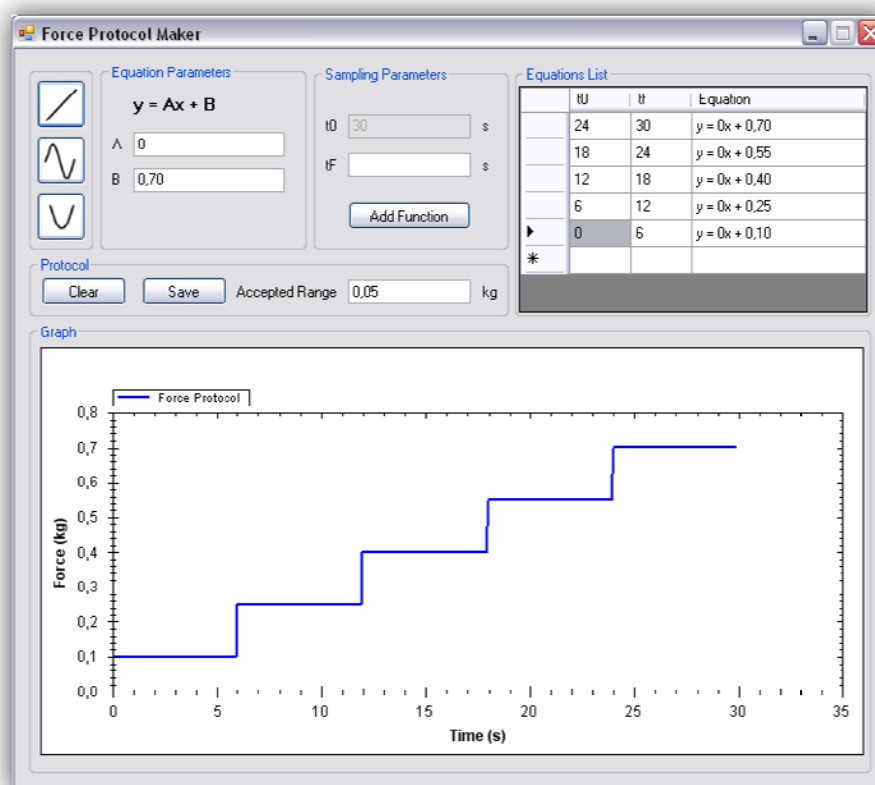 Force Protocol Maker
Equation Parameters
y = Ax + B
A 0
B 0,70
Sampling Parameters
t0 30 s
tF s
Add Function
Equations List
t0 tf Equation
24 30 y = 0x + 0,70
18 24 y = 0x + 0,55
12 18 y = 0x + 0,40
6 12 y = 0x + 0,25
0 6 y = 0x + 0,10
Protocol
Clear Save Accepted Range 0,05 kg
Graph
Force Protocol
0,8
0,7
0,6
0,5
0,4
0,3
0,2
0,1
0,0
Force (kg)
0 5 10 15 20 25 30 35
Time (s)